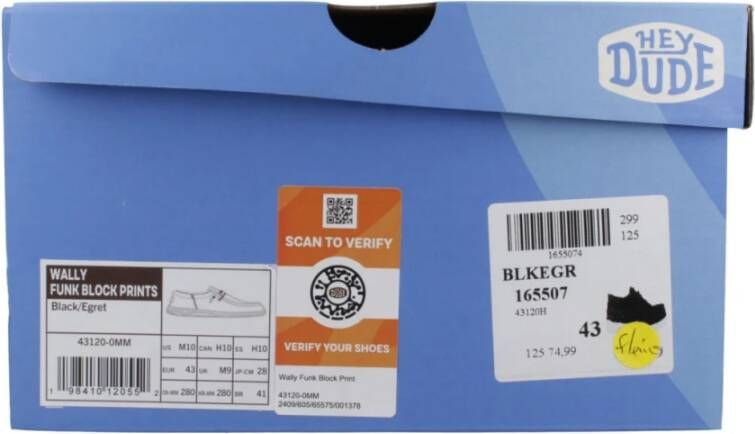 HEY
DUDE
WALLY
FUNK BLOCK PRINTS
Black/Egret
43120-0MM
US M10 CAN H10 ES H10
EUR 43 UK M9 JP-CM 28
CN-MM 280 KR-MM 280 BR 41
1 98410 12055 2
SCAN TO VERIFY
VERIFY YOUR SHOES
Wally Funk Block Print
43120-0MM
2409/605/65575/001378
299
125
1655074
BLKEGR
165507
43120H
43
125 74,99